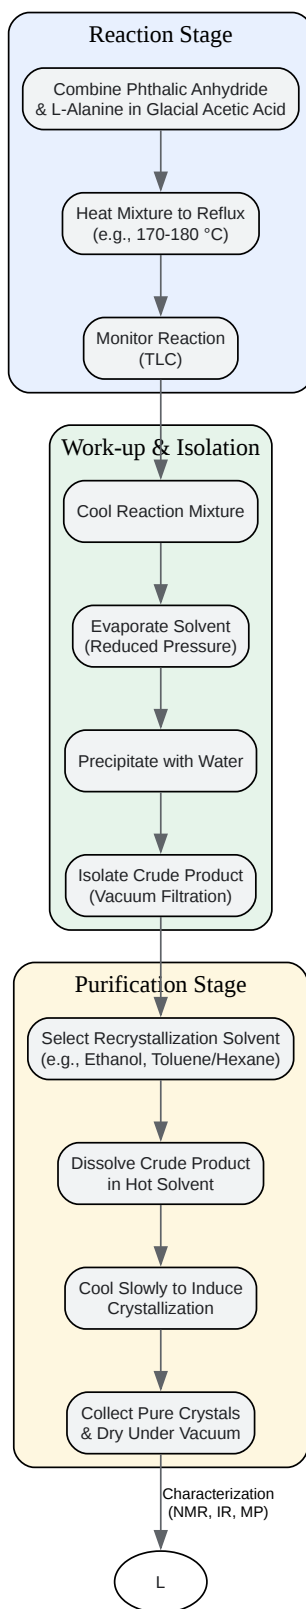 Reaction Stage
Combine Phthalic Anhydride
& L-Alanine in Glacial Acetic Acid
Heat Mixture to Reflux
(e.g., 170-180 °C)
Monitor Reaction
(TLC)
Work-up & Isolation
Cool Reaction Mixture
Evaporate Solvent
(Reduced Pressure)
Precipitate with Water
Isolate Crude Product
(Vacuum Filtration)
Purification Stage
Select Recrystallization Solvent
(e.g., Ethanol, Toluene/Hexane)
Dissolve Crude Product
in Hot Solvent
Cool Slowly to Induce
Crystallization
Collect Pure Crystals
& Dry Under Vacuum
Characterization
(NMR, IR, MP)
L